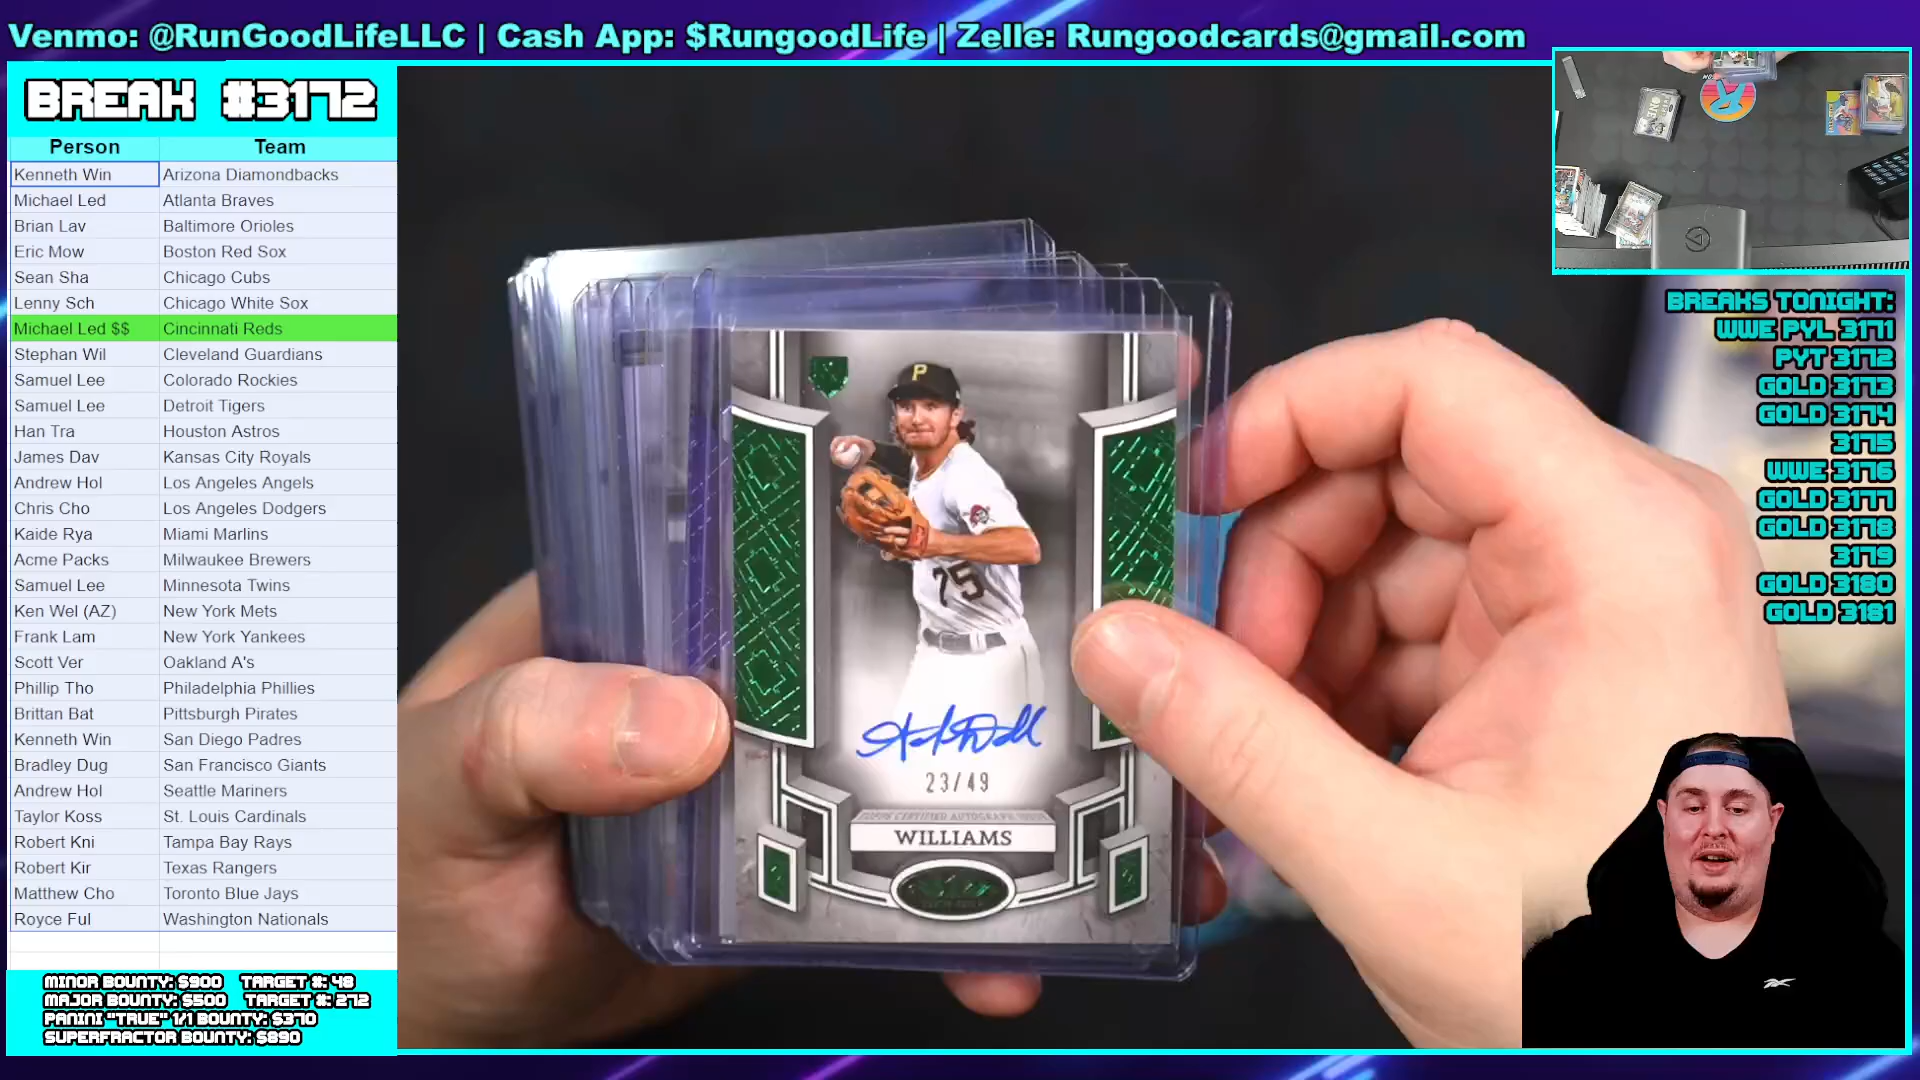 Venmo: @RunGoodLifeLLC | Cash App: $RungoodLife | Zelle: Rungoodcards@gmail.com
BREAK #3172
Person Team
Kenneth Win Arizona Diamondbacks
Michael Led Atlanta Braves
Brian Lav Baltimore Orioles
Eric Mow Boston Red Sox
Sean Sha Chicago Cubs
Lenny Sch Chicago White Sox
Michael Led $$ Cincinnati Reds
Stephan Wil Cleveland Guardians
Samuel Lee Colorado Rockies
Samuel Lee Detroit Tigers
Han Tra Houston Astros
James Dav Kansas City Royals
Andrew Hol Los Angeles Angels
Chris Cho Los Angeles Dodgers
Kaide Rya Miami Marlins
Acme Packs Milwaukee Brewers
Samuel Lee Minnesota Twins
Ken Wel (AZ) New York Mets
Frank Lam New York Yankees
Scott Ver Oakland A's
Phillip Tho Philadelphia Phillies
Brittan Bat Pittsburgh Pirates
Kenneth Win San Diego Padres
Bradley Dug San Francisco Giants
Andrew Hol Seattle Mariners
Taylor Koss St. Louis Cardinals
Robert Kni Tampa Bay Rays
Robert Kir Texas Rangers
Matthew Cho Toronto Blue Jays
Royce Ful Washington Nationals
MINOR BOUNTY: $900 TARGET #: 48
MAJOR BOUNTY: $500 TARGET #: 272
PANINI "TRUE" 1/1 BOUNTY: $370
SUPERFRACTOR BOUNTY: $890
P
75
23/49
WILLIAMS
BREAKS TONIGHT:
WWE PYL 3171
PYT 3172
GOLD 3173
GOLD 3174
3175
WWE 3176
GOLD 3177
GOLD 3178
3179
GOLD 3180
GOLD 3181